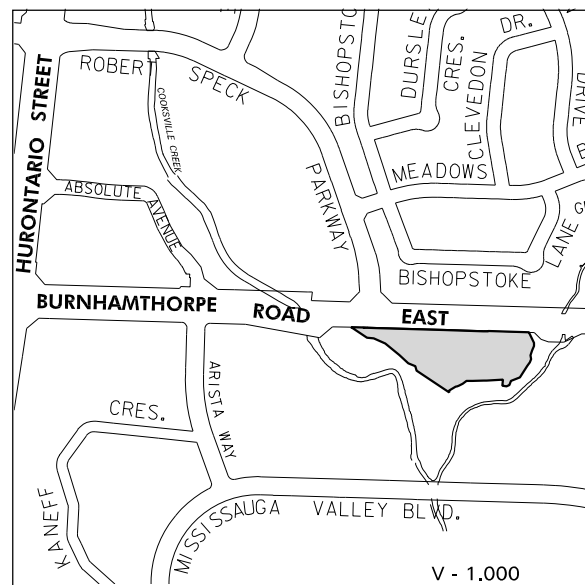 DR.
ROBERT SPECK PARKWAY
BISHOPSTO
DURSLE
CRES.
CLEVEDON
DRIVE
HURONTARIO STREET
COOKSVILLE CREEK
MEADOWS
ABSOLUTE AVENUE
LANE
BISHOPSTOKE
BURNHAMTHORPE ROAD EAST
ARISTA WAY
CRES.
KANEFF
MISSISSAUGA VALLEY BLVD.
V - 1.000